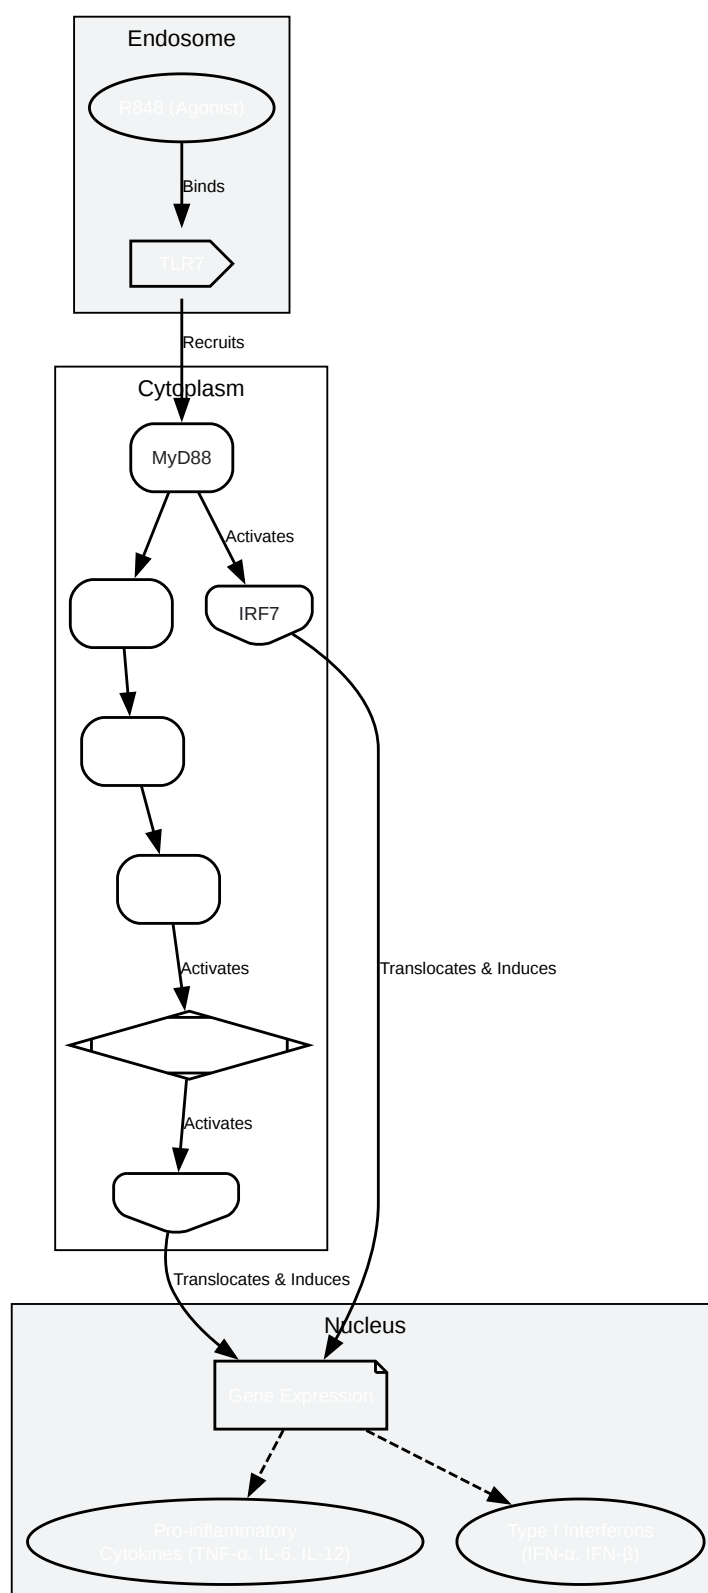 Endosome
R848 (Agonist)
Binds
TLR7
Recruits
Cytoplasm
MyD88
Activates
IRF7
Activates
Translocates & Induces
Activates
Translocates & Induces
Nucleus
Gene Expression
Pro-inflammatory
Cytokines (TNF-α, IL-6, IL-12)
Type I Interferons
(IFN-α, IFN-β)